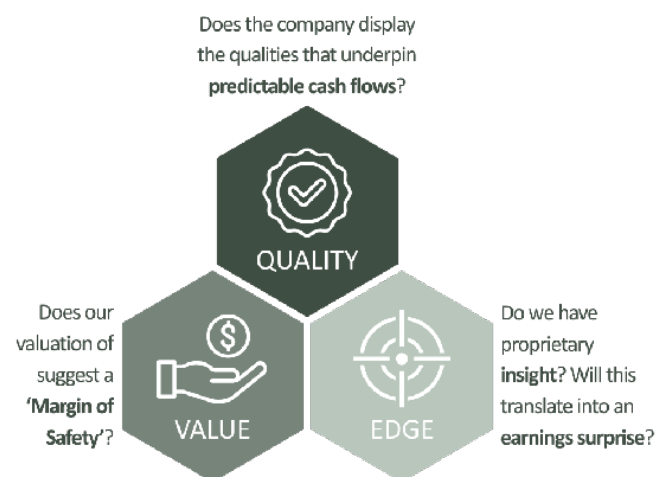 Does the company display
the qualities that underpin
predictable cash flows?
QUALITY
Does our
valuation of
suggest a
‘Margin of
Safety’?
$
VALUE
EDGE
Do we have
proprietary
insight? Will this
translate into an
earnings surprise?